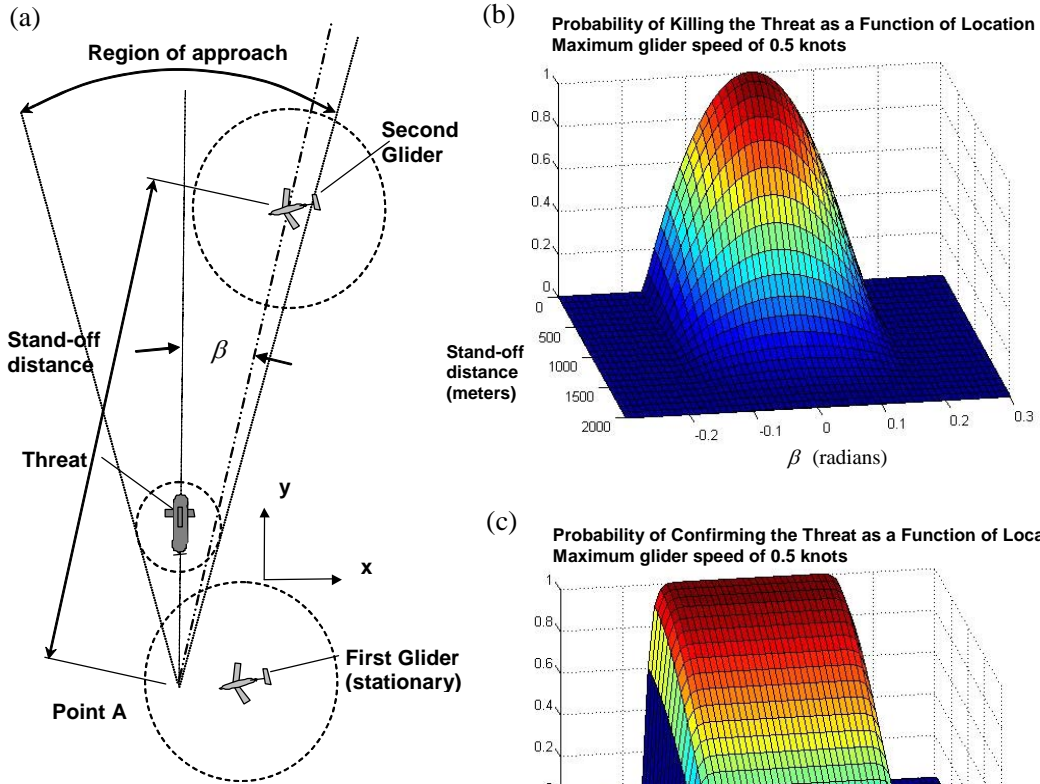 (a)
Region of approach
Second
Glider
Stand-off
distance
β
Threat
y
x
First Glider
(stationary)
Point A
(b)
Probability of Killing the Threat as a Function of Location
Maximum glider speed of 0.5 knots
1
0.8
0.6
0.4
0.2
0
0
500
1000
1500
2000
Stand-off
distance
(meters)
-0.2
-0.1
0
0.1
0.2
0.3
β (radians)
(c)
Probability of Confirming the Threat as a Function of Loca
Maximum glider speed of 0.5 knots
1
0.8
0.6
0.4
0.2